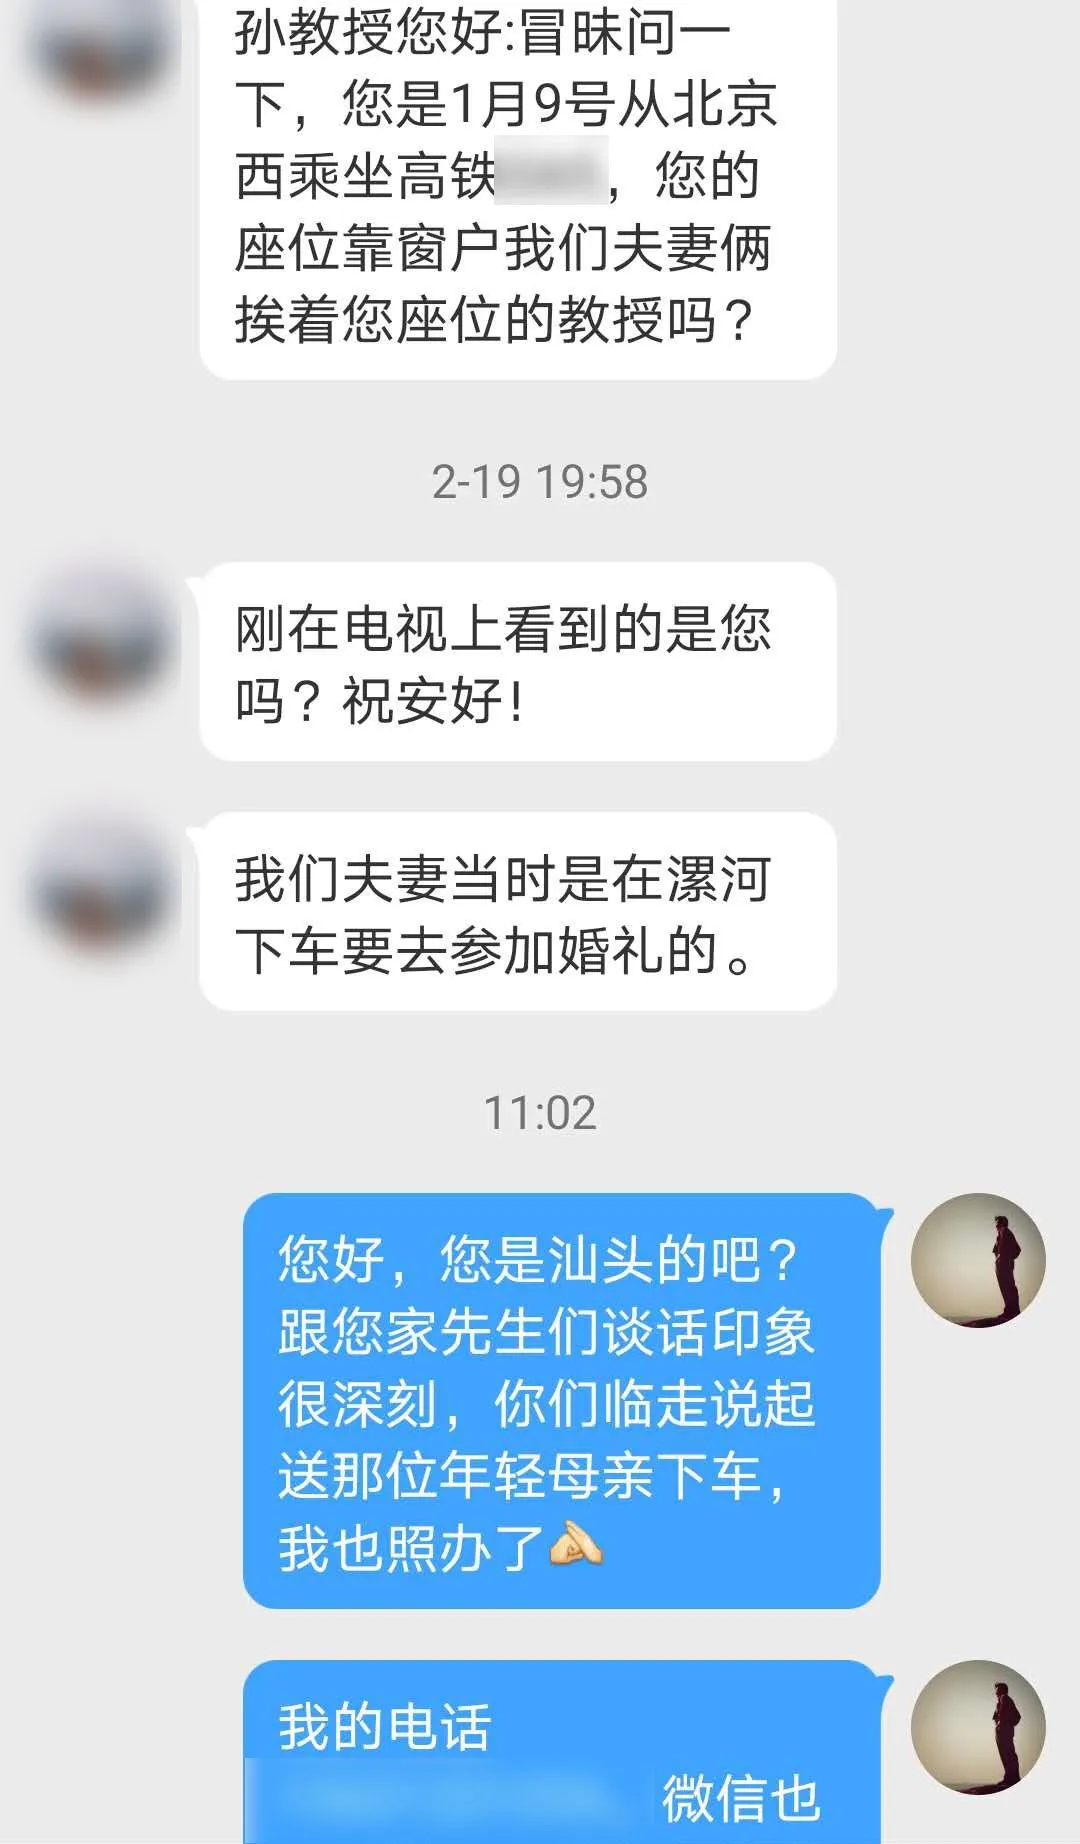 孙教授您好:冒昧问一
下，您是1月9号从北京
西乘坐高铁，您的
座位靠窗户我们夫妻俩
挨着您座位的教授吗？
2-19 19:58
刚在电视上看到的是您
吗？祝安好！
我们夫妻当时是在漯河
下车要去参加婚礼的。
11:02
您好，您是汕头的吧？
跟您家先生们谈话印象
很深刻，你们临走说起
送那位年轻母亲下车，
我也照办了
我的电话
微信也